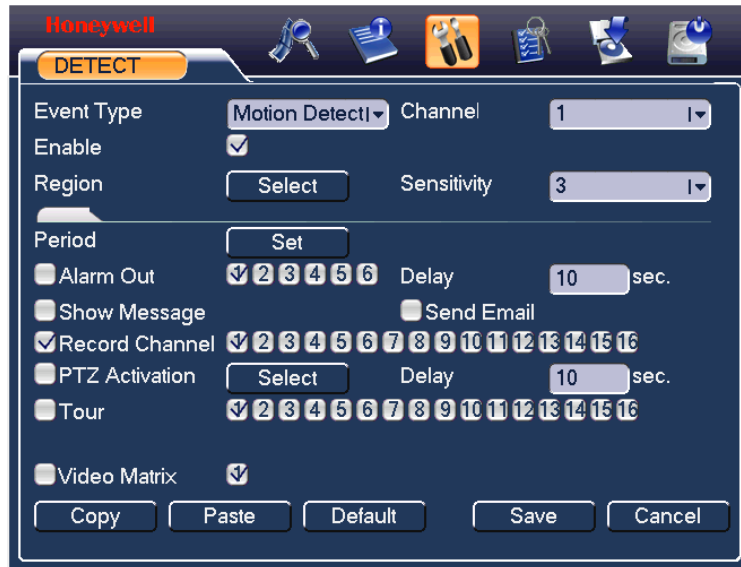 Honeywell
DETECT
Event Type Motion Detect Channel 1
Enable
Region Select Sensitivity 3
Period Set
Alarm Out 1 2 3 4 5 6 Delay 10 sec.
Show Message Send Email
Record Channel 1 2 3 4 5 6 7 8 9 10 11 12 13 14 15 16
PTZ Activation Select Delay 10 sec.
Tour 1 2 3 4 5 6 7 8 9 10 11 12 13 14 15 16
Video Matrix 1
Copy Paste Default Save Cancel